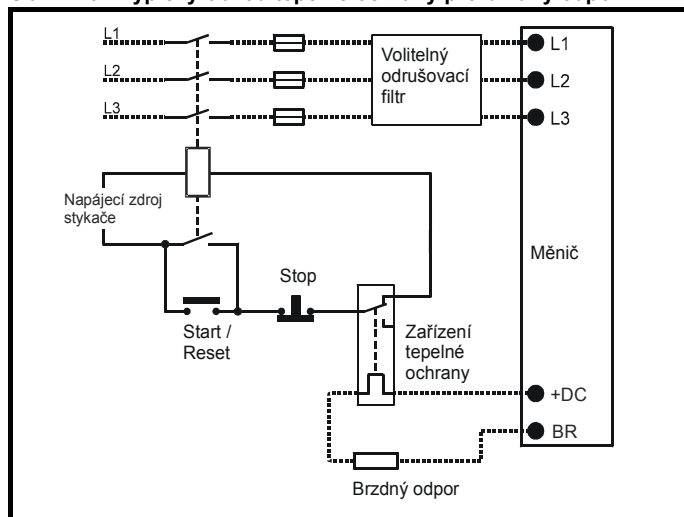 L1
L2
L3
Volitelný
odrušovací
filtr
L1
L2
L3
Napájecí zdroj
stykače
Měnič
Stop
Start /
Reset
Zařízení
tepelné
ochrany
+DC
BR
Brzdný odpor